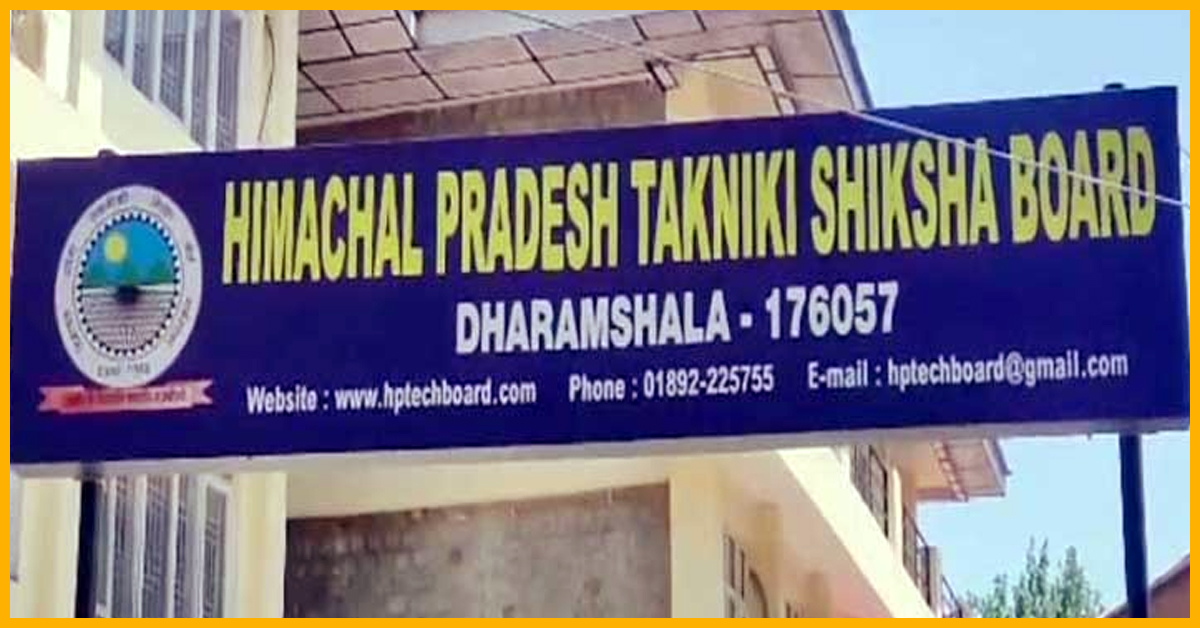 HIMACHAL PRADESH TAKNIKI SHIKSHA BOARD
DHARAMSHALA - 176057
Website : www.hptechboard.com Phone : 01892-225755 E-mail : hptechboard@gmail.com